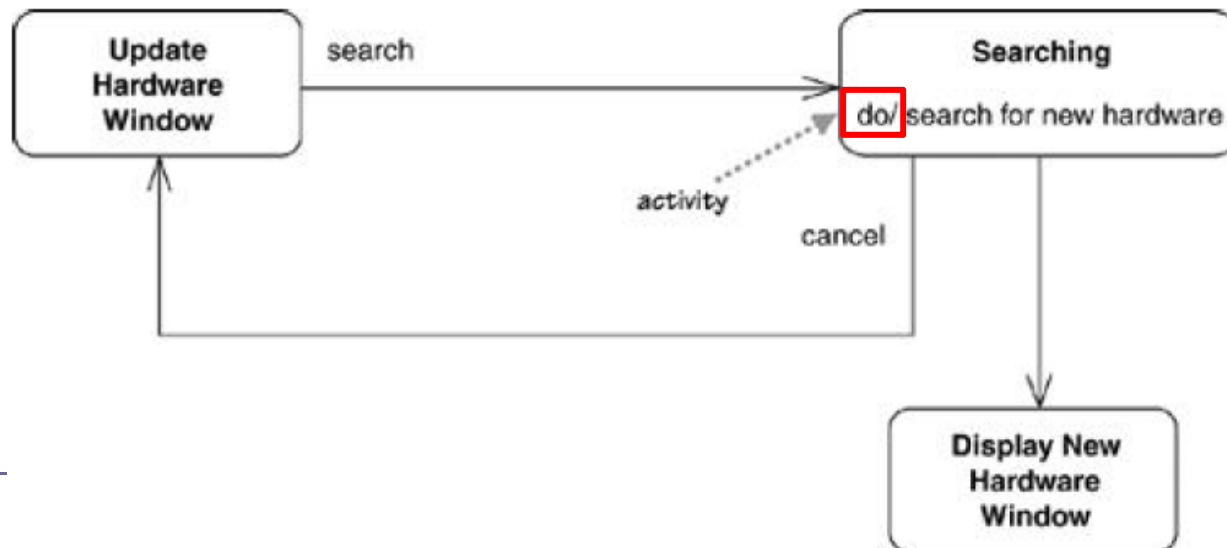 Update
Hardware
Window
search
Searching
do/ search for new hardware
activity
cancel
Display New
Hardware
Window